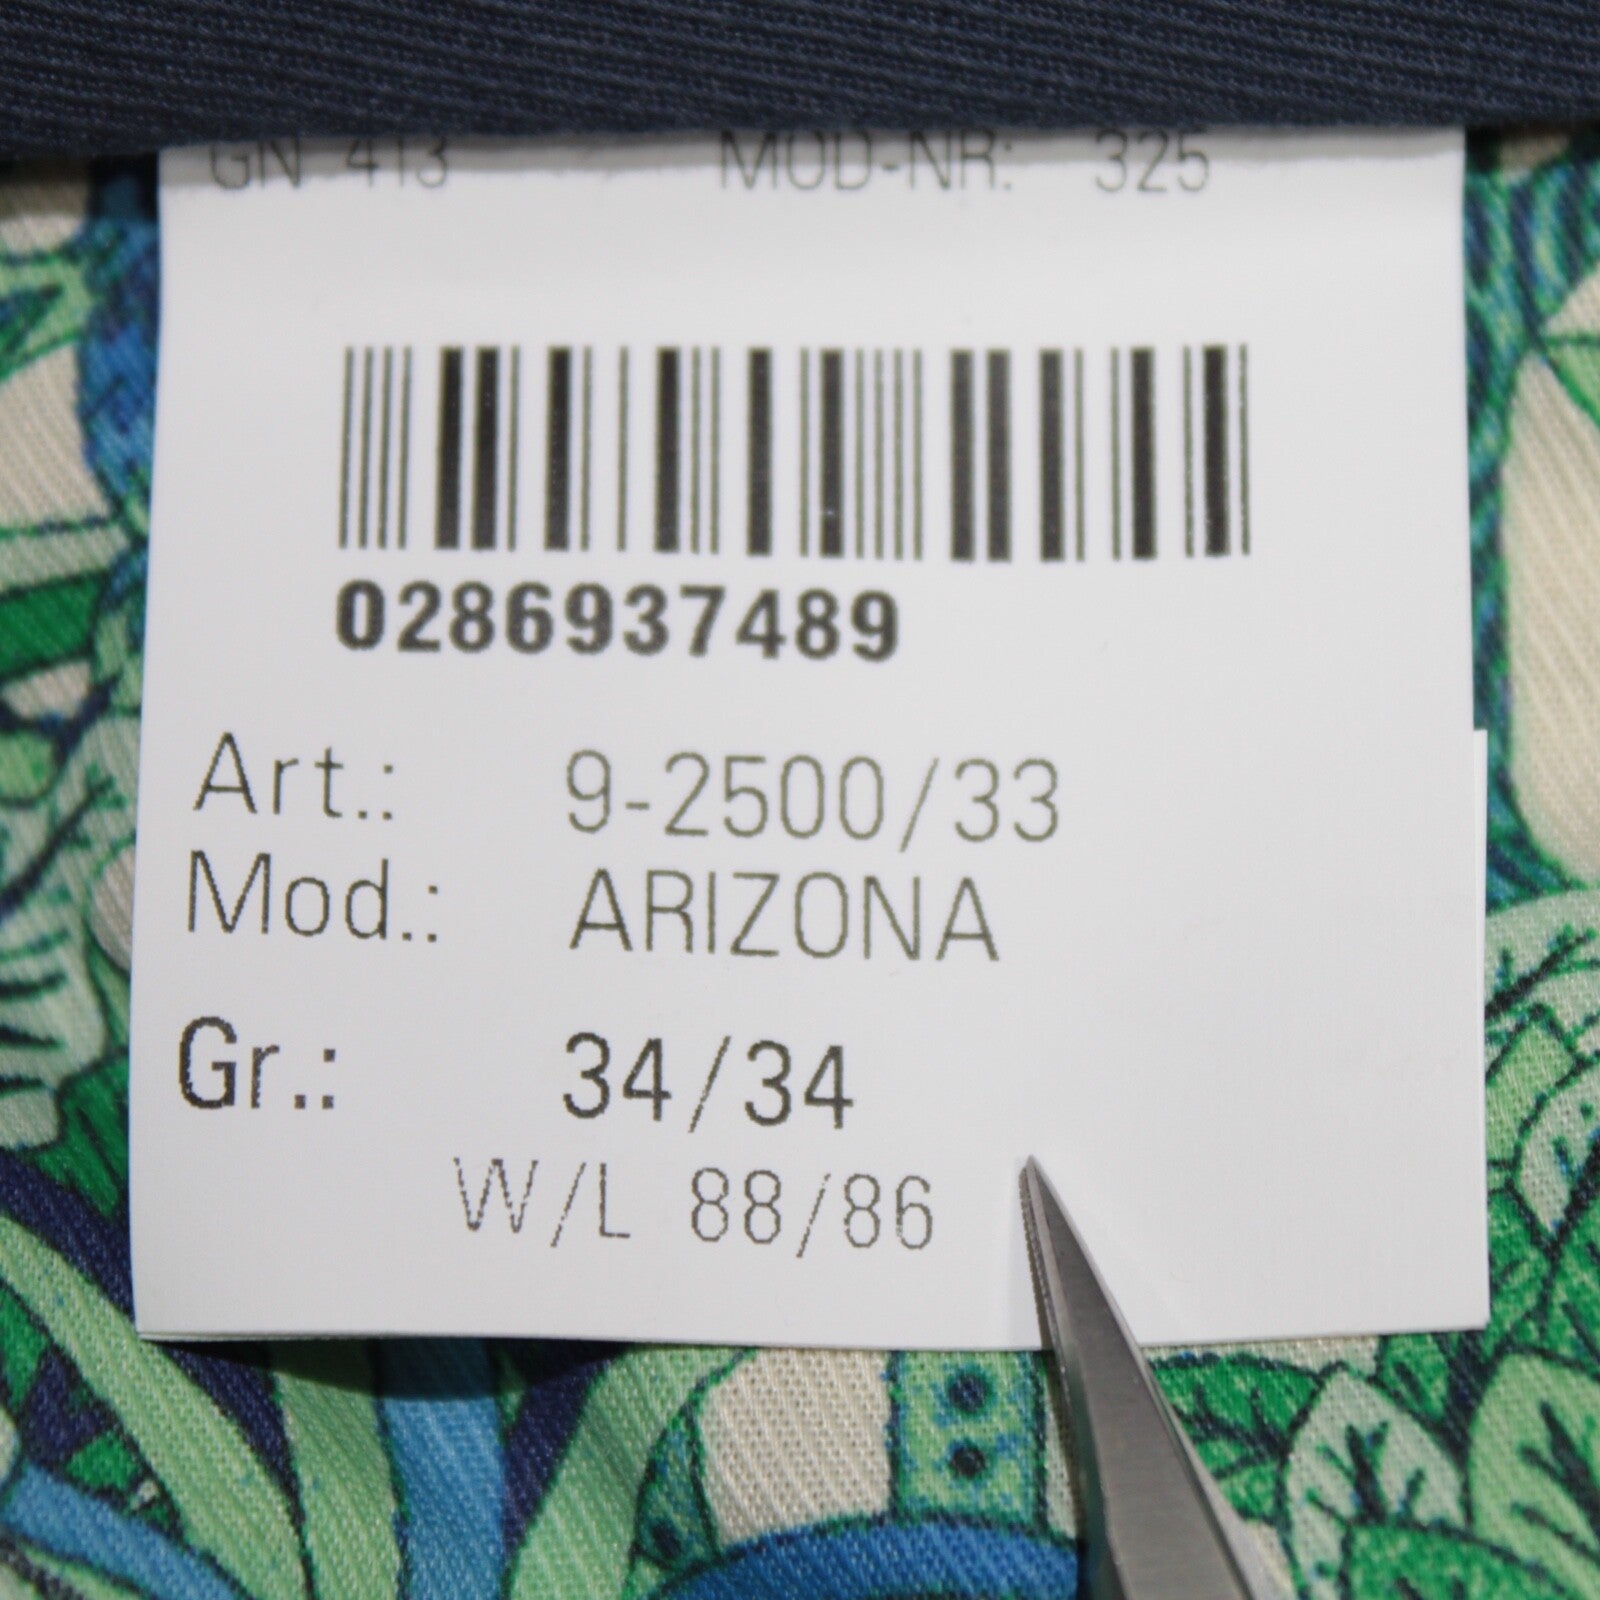 GN 413 MOD-NR: 325
0286937489
Art.: 9-2500/33
Mod.: ARIZONA
Gr.: 34/34
W/L 88/86